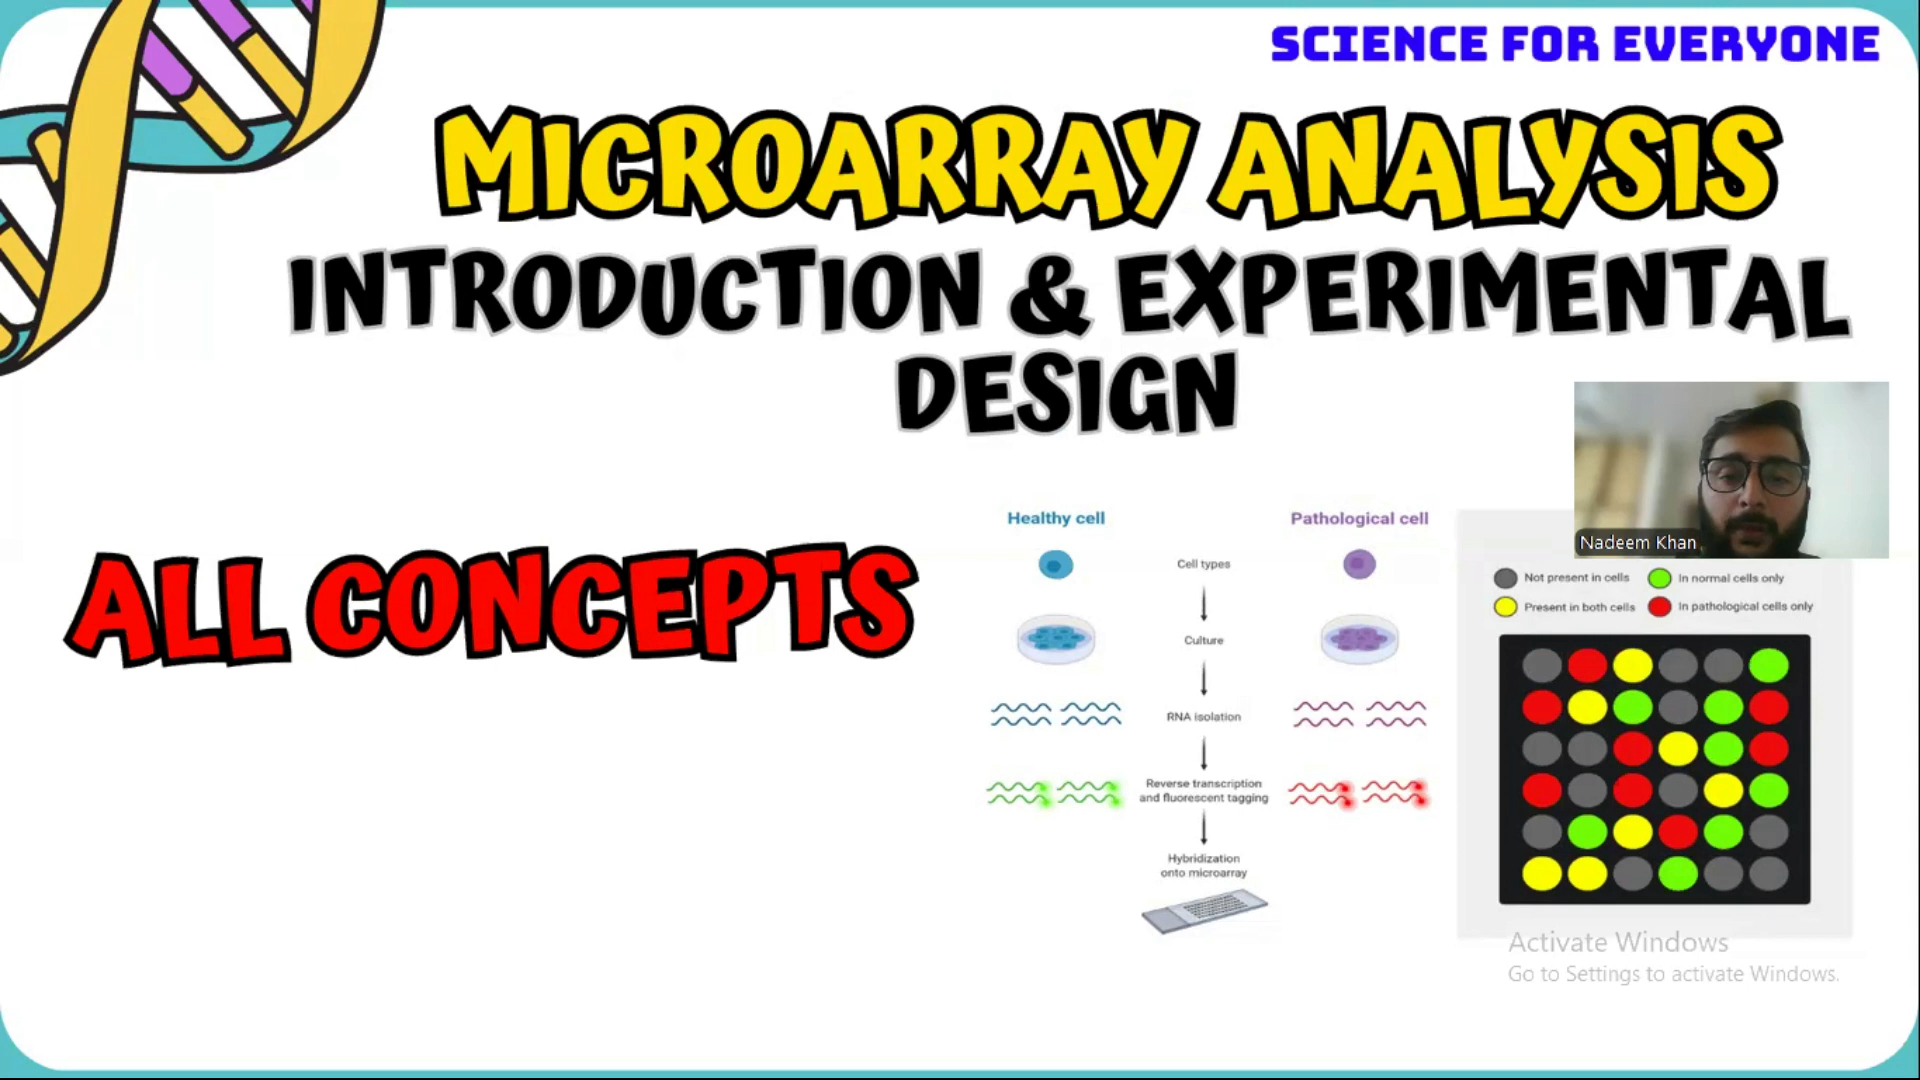 SCIENCE FOR EVERYONE
MICROARRAY ANALYSIS
INTRODUCTION & EXPERIMENTAL
DESIGN
ALL CONCEPTS
Healthy cell
Pathological cell
Cell types
Culture
RNA isolation
Reverse transcription
and fluorescent tagging
Hybridization
onto microarray
Nadeem Khan
Not present in cells
In normal cells only
Present in both cells
In pathological cells only
Activate Windows
Go to Settings to activate Windows.